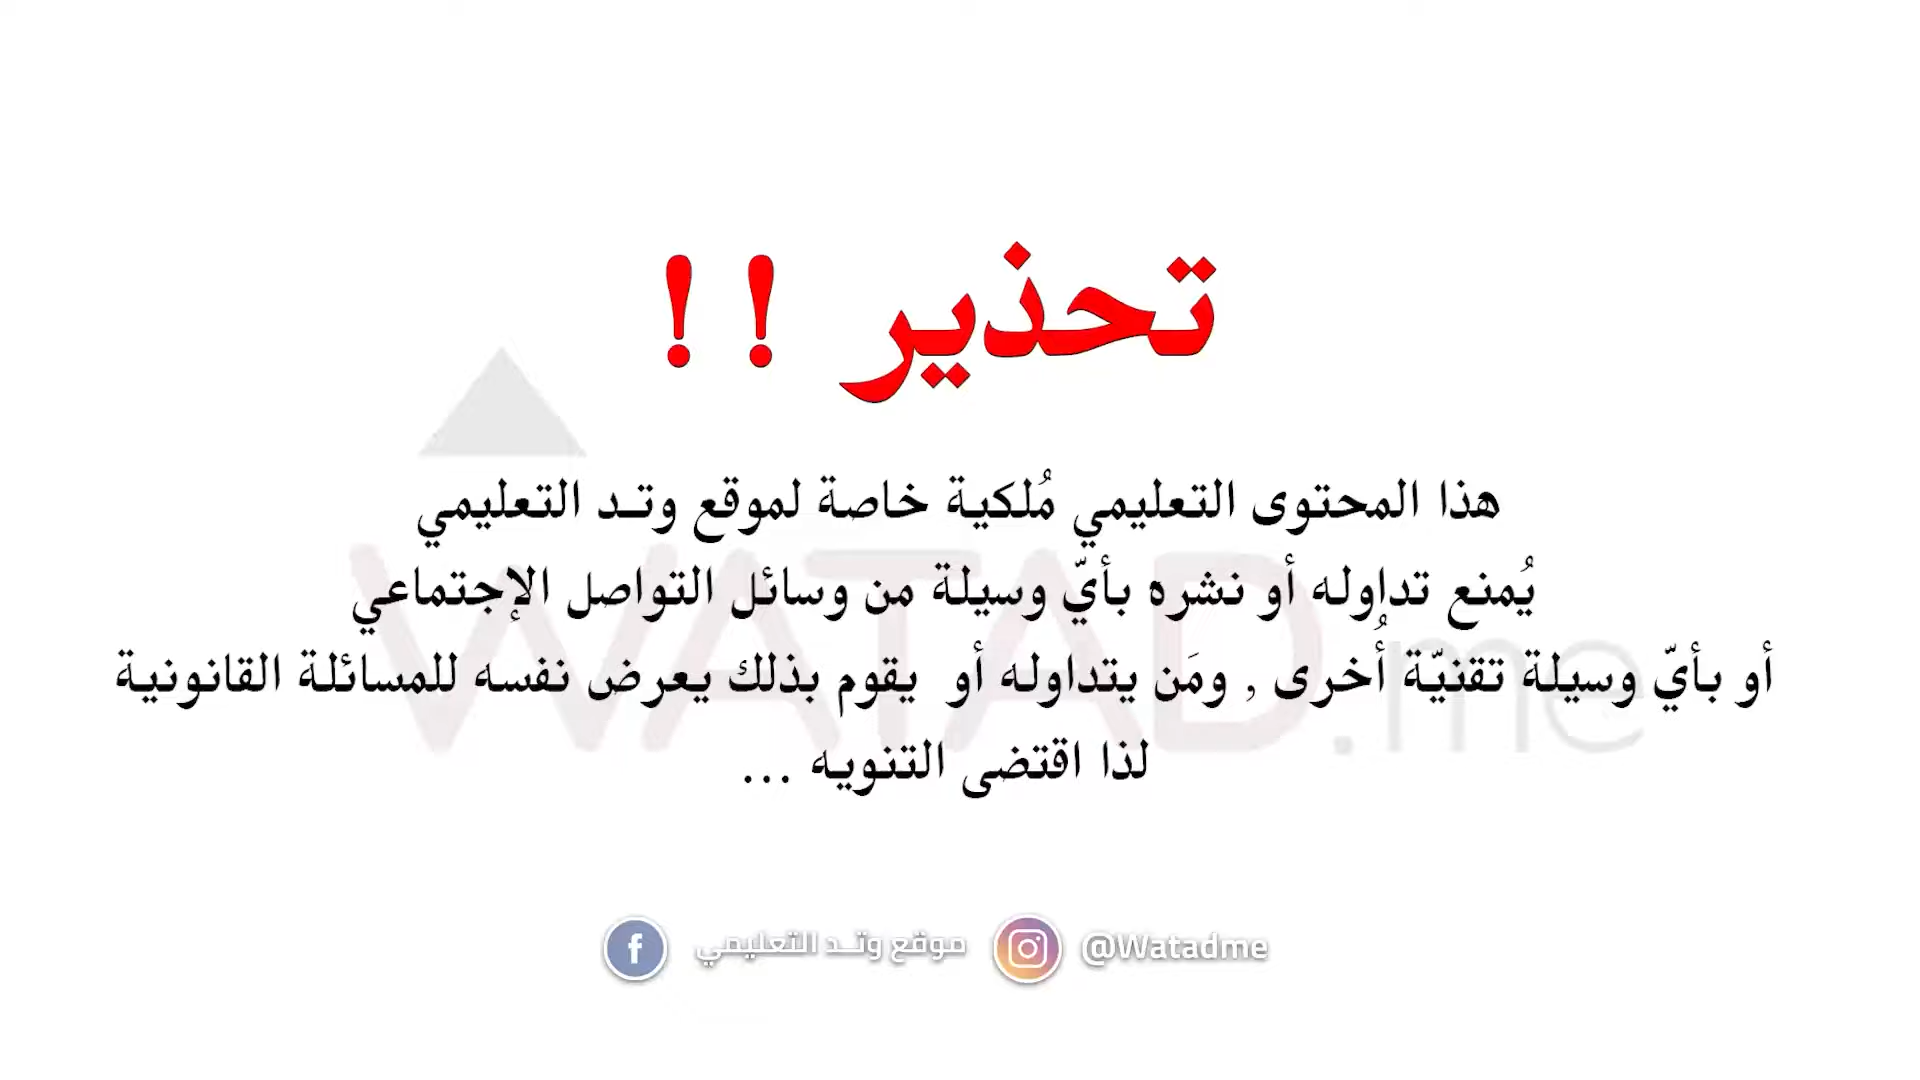 تحذير ! !
هذا المحتوى التعليمي مُلكية خاصة لموقع وتـد التعليمي
يُمنع تداوله أو نشره بأيّ وسيلة من وسائل التواصل الإجتماعي
أو بأيّ وسيلة تقنيّة أُخرى , ومَن يتداوله أو يقوم بذلك يعرض نفسه للمسائلة القانونية
لذا اقتضى التنويه ...
WATAD.me
موقع وتـد التعليمي @Watadme